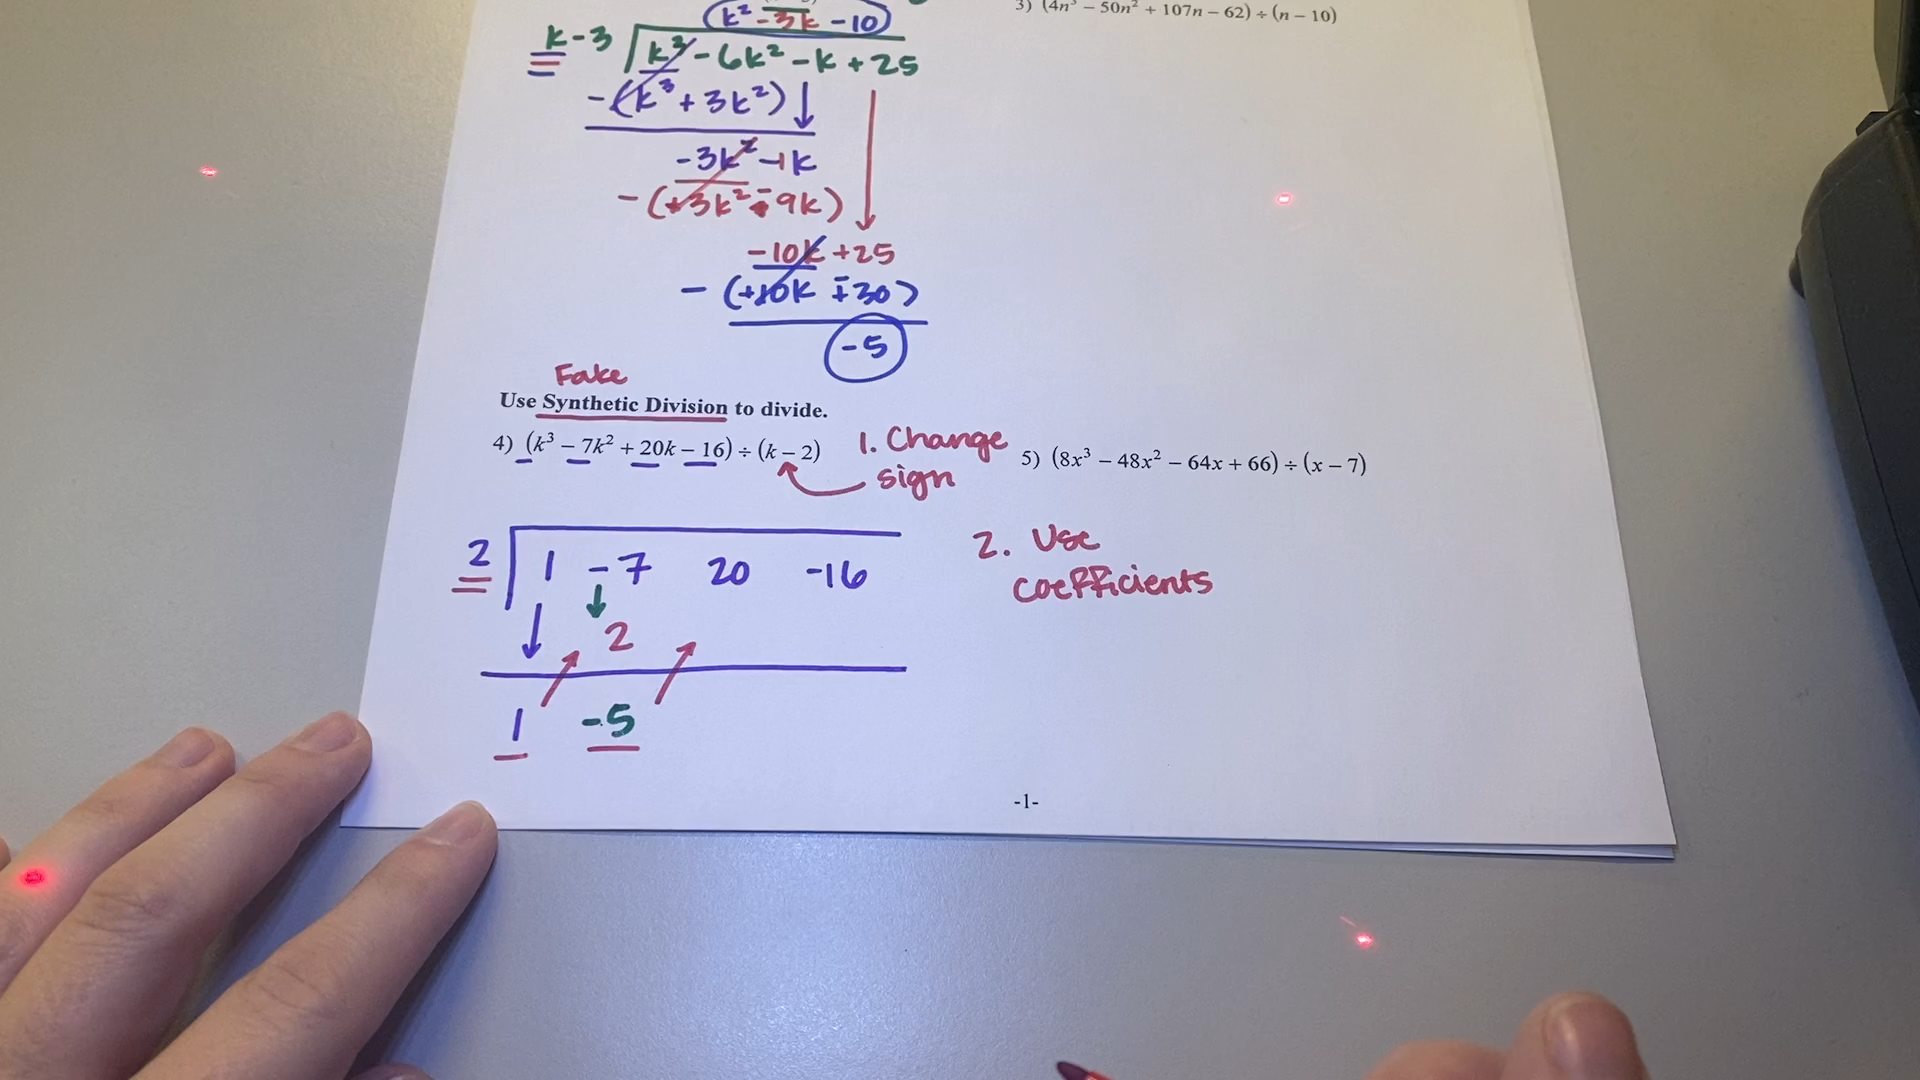 k² - 3k - 10
3) (4n³ − 50n² + 107n − 62) ÷ (n − 10)
k - 3 k³ - 6k² - k + 25
-(k³ + 3k²)
-3k² - 1k
-(+3k² - 9k)
-10k + 25
-(+10k - + 30)
-5
Fake
Use Synthetic Division to divide.
4) (k³ − 7k² + 20k − 16) ÷ (k − 2)
1. Change
sign
5) (8x³ − 48x² − 64x + 66) ÷ (x − 7)
2 1 -7 20 -16
2
1 -5
2. Use
coefficients
-1-